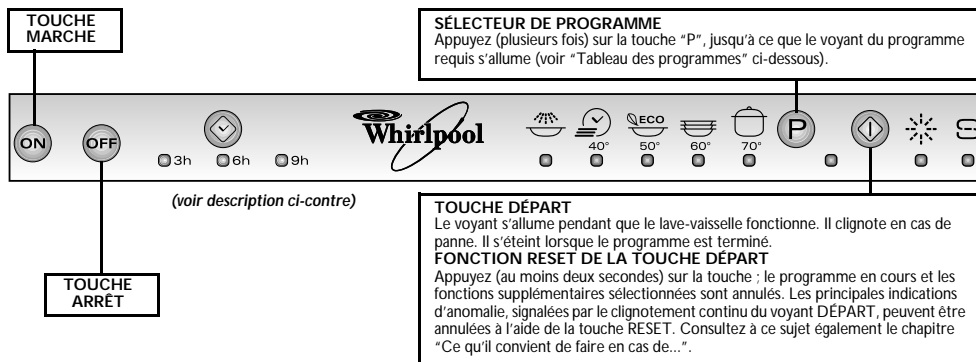 TOUCHE
MARCHE
SÉLECTEUR DE PROGRAMME
Appuyez (plusieurs fois) sur la touche "P", jusqu'à ce que le voyant du programme
requis s'allume (voir "Tableau des programmes" ci-dessous).
ON
OFF
3h 6h 9h
Whirlpool
40°
ECO
50°
60°
70°
P
S
(voir description ci-contre)
TOUCHE
ARRÊT
TOUCHE DÉPART
Le voyant s'allume pendant que le lave-vaisselle fonctionne. Il clignote en cas de
panne. Il s'éteint lorsque le programme est terminé.
FONCTION RESET DE LA TOUCHE DÉPART
Appuyez (au moins deux secondes) sur la touche ; le programme en cours et les
fonctions supplémentaires sélectionnées sont annulés. Les principales indications
d'anomalie, signalées par le clignotement continu du voyant DÉPART, peuvent être
annulées à l'aide de la touche RESET. Consultez à ce sujet également le chapitre
"Ce qu'il convient de faire en cas de...".